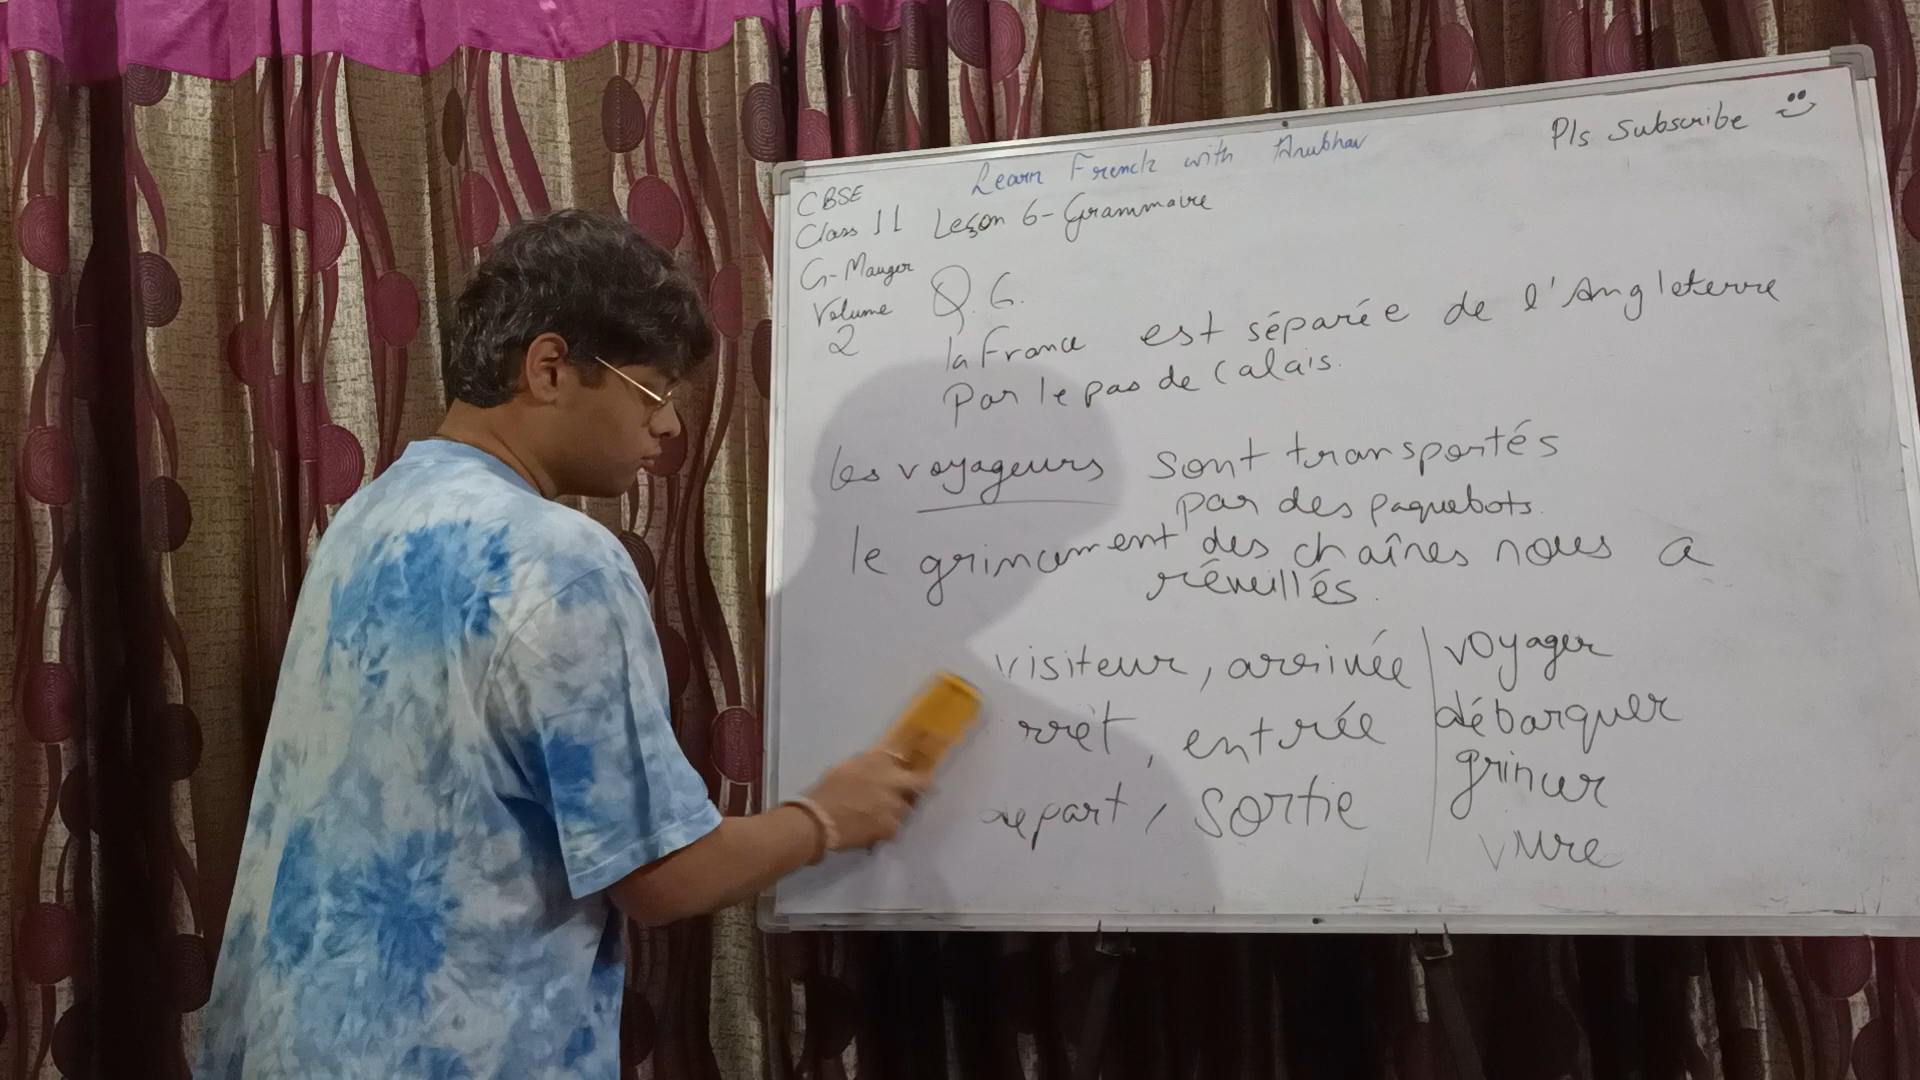 Learn French with Anubhav
Pls Subscribe
CBSE
Class 11 Leçon 6- Grammaire
G-Mauger
Volume
2
Q.6.
la France est séparée de l'Angleterre
par le pas de Calais.
les voyageurs sont transportés
par des paquebots.
le grincement des chaînes nous a
réveillés.
visiteur, arrivée
rrêt, entrée
depart, sortie
voyager
débarquer
grincer
vivre